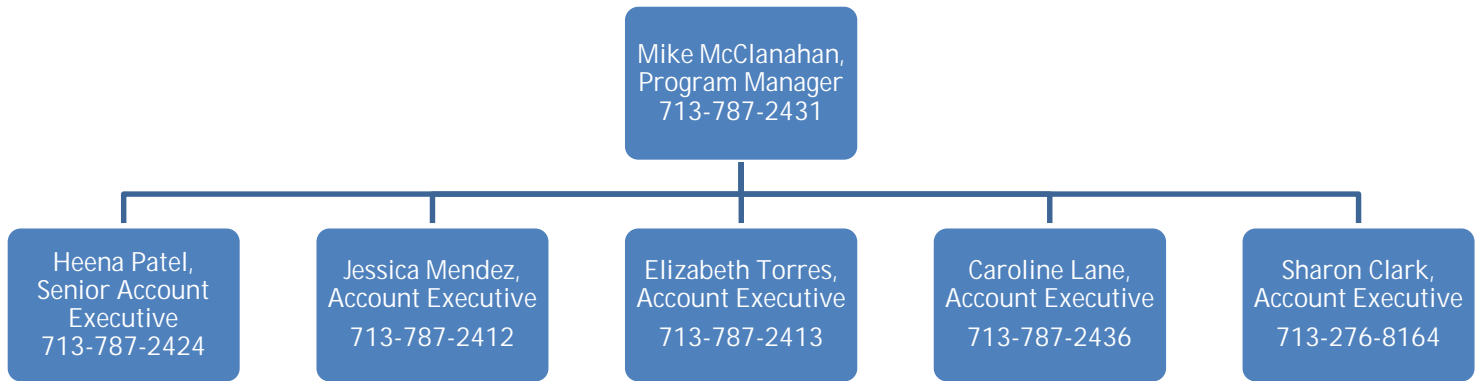 Mike McClanahan,
Program Manager
713-787-2431
Heena Patel,
Senior Account
Executive
713-787-2424
Jessica Mendez,
Account Executive
713-787-2412
Elizabeth Torres,
Account Executive
713-787-2413
Caroline Lane,
Account Executive
713-787-2436
Sharon Clark,
Account Executive
713-276-8164